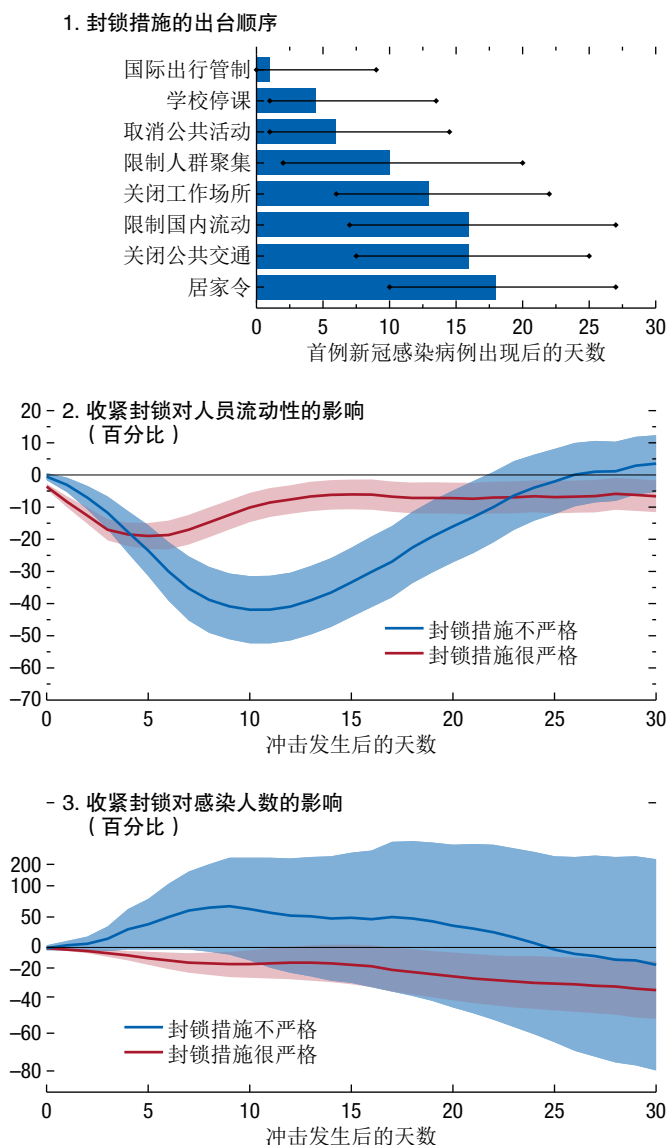 1. 封锁措施的出台顺序
国际出行管制
学校停课
取消公共活动
限制人群聚集
关闭工作场所
限制国内流动
关闭公共交通
居家令
0 5 10 15 20 25 30
首例新冠感染病例出现后的天数
2. 收紧封锁对人员流动性的影响
（百分比）
20
10
0
–10
–20
–30
–40
–50
–60
–70
封锁措施不严格
封锁措施很严格
0 5 10 15 20 25 30
冲击发生后的天数
3. 收紧封锁对感染人数的影响
（百分比）
200
100
50
0
–20
–40
–60
–80
封锁措施不严格
封锁措施很严格
0 5 10 15 20 25 30
冲击发生后的天数